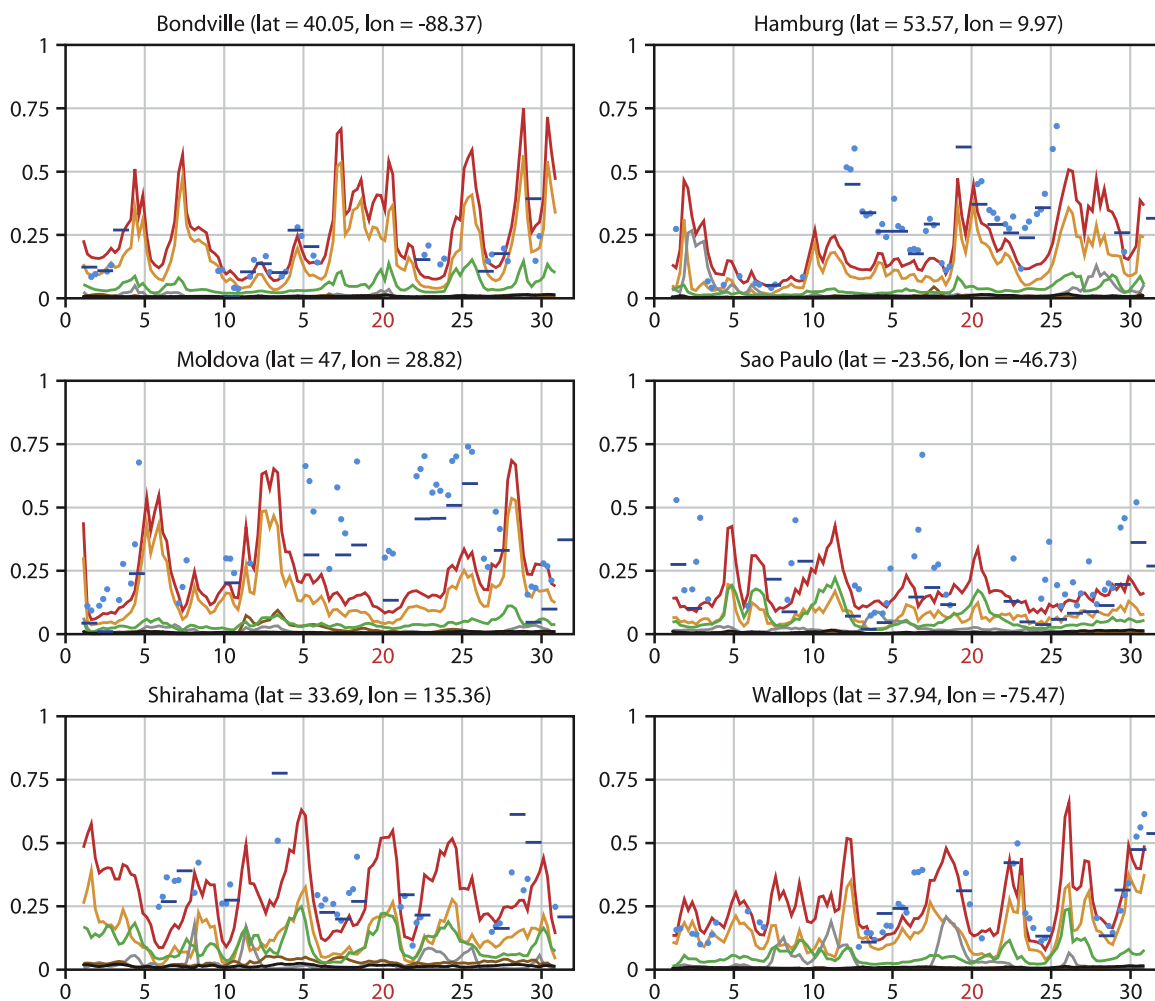 Bondville (lat = 40.05, lon = -88.37)
1
0.75
0.5
0.25
0
0 5 10 5 20 25 30
Hamburg (lat = 53.57, lon = 9.97)
1
0.75
0.5
0.25
0
0 5 10 5 20 25 30
Moldova (lat = 47, lon = 28.82)
1
0.75
0.5
0.25
0
0 5 10 5 20 25 30
Sao Paulo (lat = -23.56, lon = -46.73)
1
0.75
0.5
0.25
0
0 5 10 5 20 25 30
Shirahama (lat = 33.69, lon = 135.36)
1
0.75
0.5
0.25
0
0 5 10 5 20 25 30
Wallops (lat = 37.94, lon = -75.47)
1
0.75
0.5
0.25
0
0 5 10 5 20 25 30